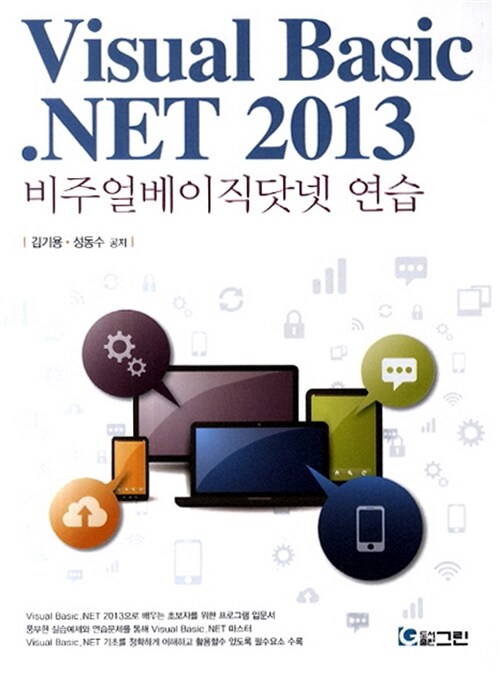 Visual Basic
.NET 2013
비주얼베이직닷넷 연습
| 김기용 • 성동수 공저 |
Visual Basic.NET 2013으로 배우는 초보자를 위한 프로그램 입문서
풍부한 실습예제와 연습문제를 통해 Visual Basic.NET 마스터
Visual Basic.NET 기초를 정확하게 이해하고 활용할수 있도록 필수요소 수록
G 도서출판 그린